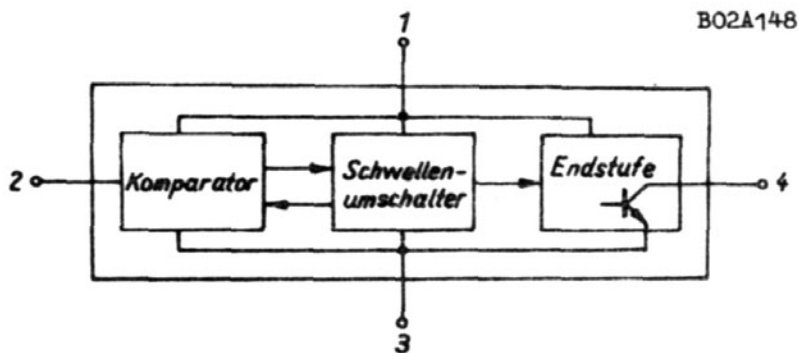 B02A148
1
2
Komparator
Schwellen-
umschalter
Endstufe
4
3